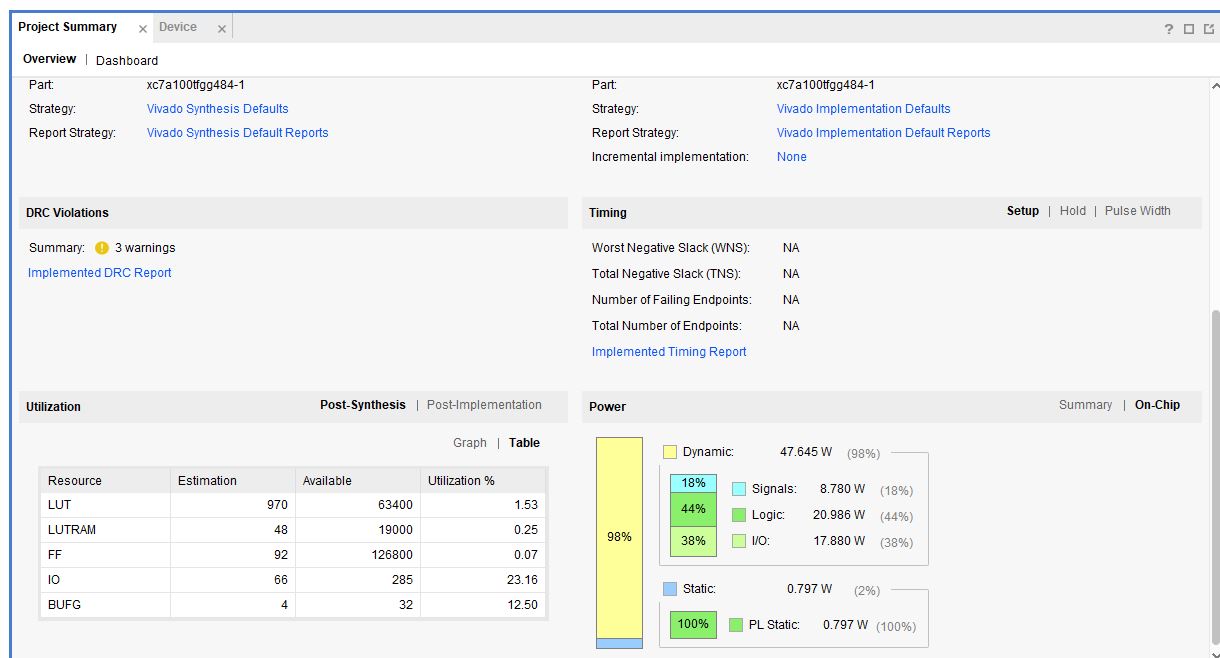 Project Summary × Device × ?
Overview | Dashboard
Part: xc7a100tfgg484-1 Part: xc7a100tfgg484-1
Strategy: Vivado Synthesis Defaults Strategy: Vivado Implementation Defaults
Report Strategy: Vivado Synthesis Default Reports Report Strategy: Vivado Implementation Default Reports
Incremental implementation: None
DRC Violations
Summary: ! 3 warnings
Implemented DRC Report
Timing Setup | Hold | Pulse Width
Worst Negative Slack (WNS): NA
Total Negative Slack (TNS): NA
Number of Failing Endpoints: NA
Total Number of Endpoints: NA
Implemented Timing Report
Utilization Post-Synthesis | Post-Implementation
Graph | Table
Resource Estimation Available Utilization %
LUT 970 63400 1.53
LUTRAM 48 19000 0.25
FF 92 126800 0.07
IO 66 285 23.16
BUFG 4 32 12.50
Power Summary | On-Chip
98%
Dynamic: 47.645 W (98%)
18% Signals: 8.780 W (18%)
44% Logic: 20.986 W (44%)
38% I/O: 17.880 W (38%)
Static: 0.797 W (2%)
100% PL Static: 0.797 W (100%)